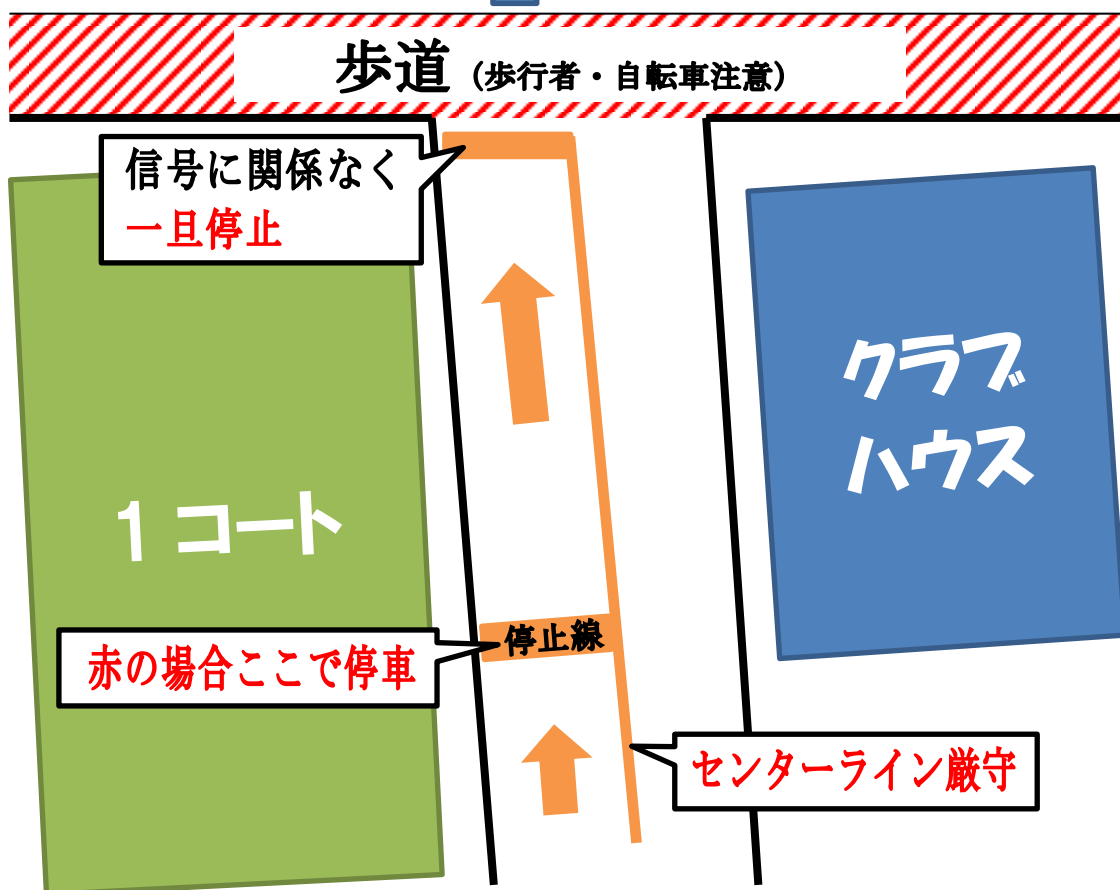 歩道 (歩行者・自転車注意)
信号に関係なく
一旦停止
クラブ
ハウス
1 コート
停止線
赤の場合ここで停車
センターライン厳守